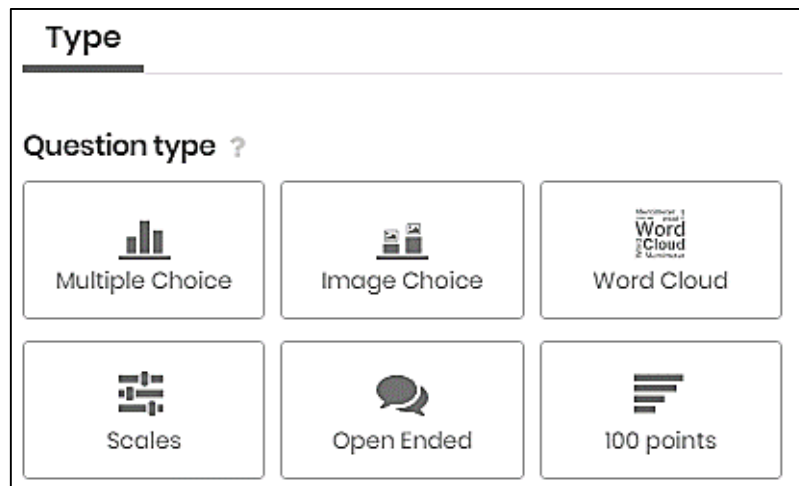 Type
Question type ?
Multiple Choice
Image Choice
Word Cloud
Word Cloud
Scales
Open Ended
100 points